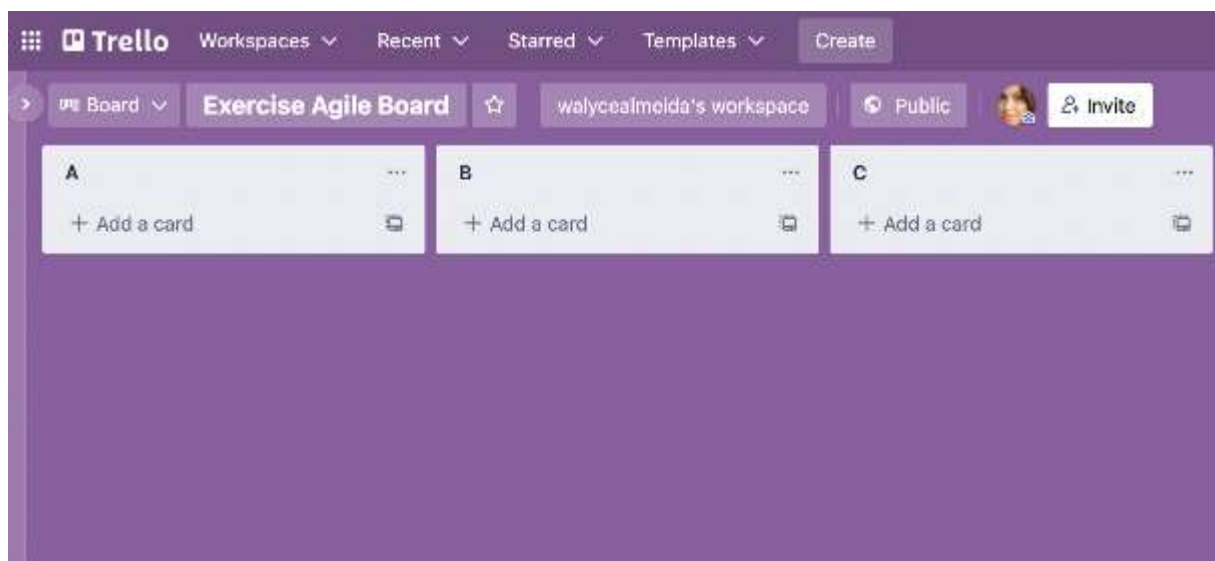 Trello Workspaces Recent Starred Templates Create
Board Exercise Agile Board walycealmeida's workspace Public Invite
A B C
+ Add a card + Add a card + Add a card